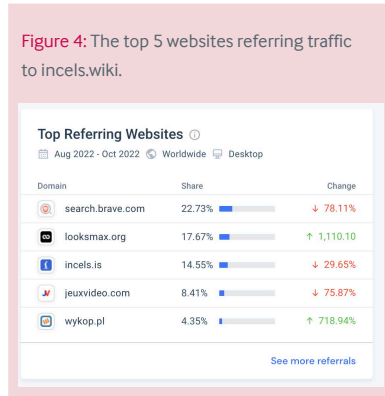 Figure 4: The top 5 websites referring traffic
to incels.wiki.
Top Referring Websites
Aug 2022 - Oct 2022 Worldwide Desktop
Domain Share Change
search.brave.com 22.73% ↓ 78.11%
looksmax.org 17.67% ↑ 1,110.10
incels.is 14.55% ↓ 29.65%
jeuxvideo.com 8.41% ↓ 75.87%
wykop.pl 4.35% ↑ 718.94%
See more referrals